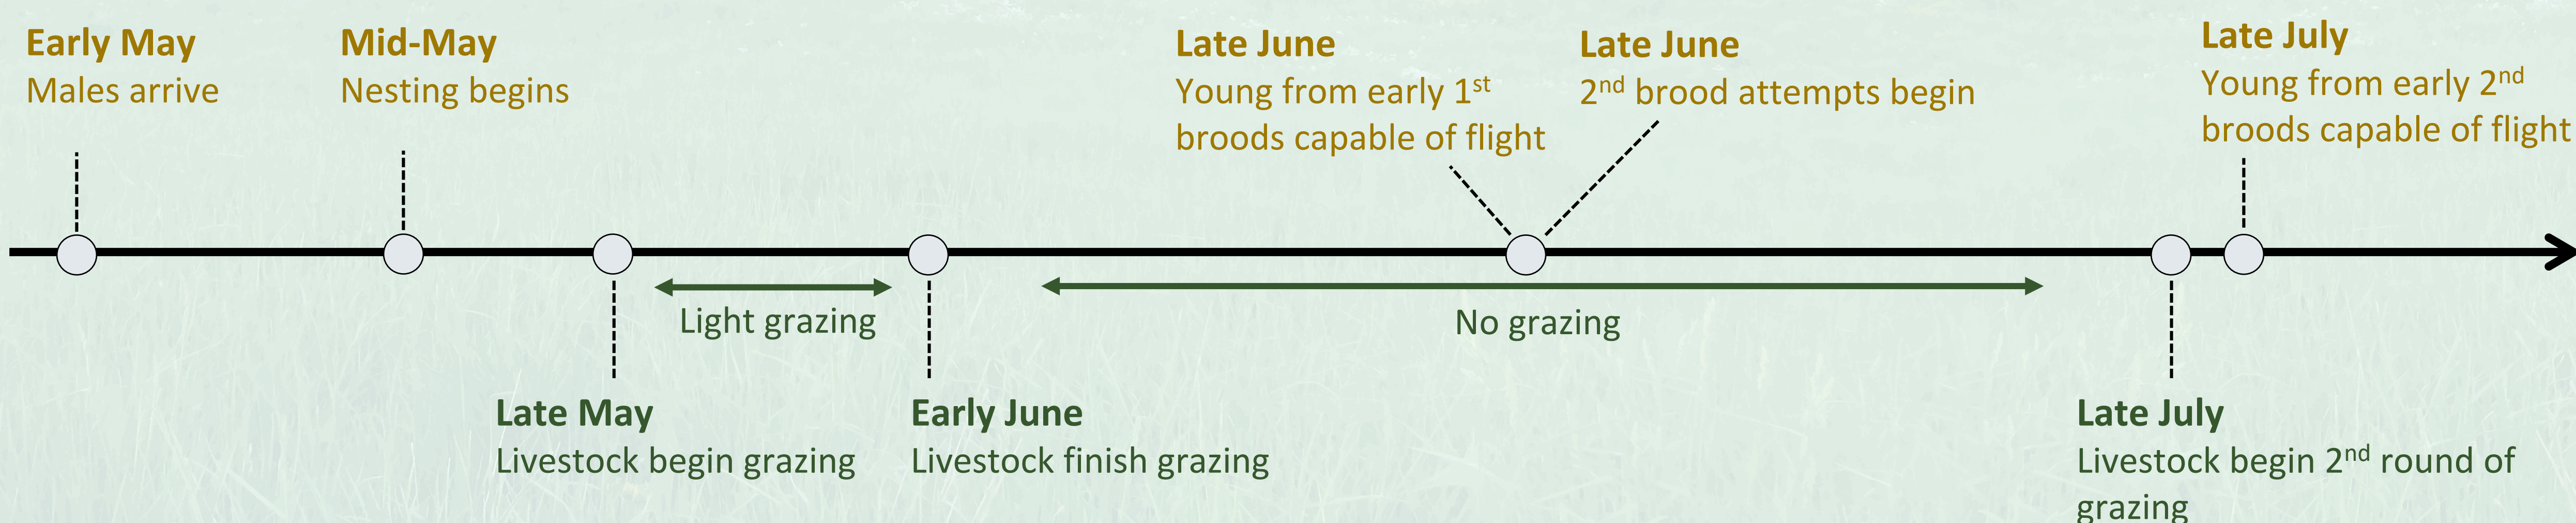 Early May
Males arrive
Mid-May
Nesting begins
Late June
Young from early 1st
broods capable of flight
Late June
2nd brood attempts begin
Late July
Young from early 2nd
broods capable of flight
Light grazing
No grazing
Late May
Livestock begin grazing
Early June
Livestock finish grazing
Late July
Livestock begin 2nd round of
grazing